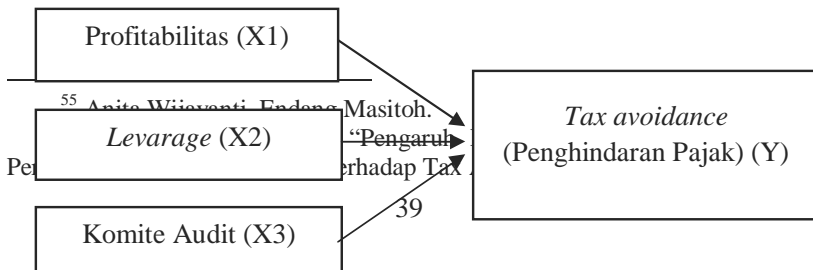 Profitabilitas (X1)
55 Anita Wijayanti, Endang Masitoh.
Levarage (X2)
“Pengaruh
erhadap Tax
Tax avoidance
(Penghindaran Pajak) (Y)
39
Komite Audit (X3)